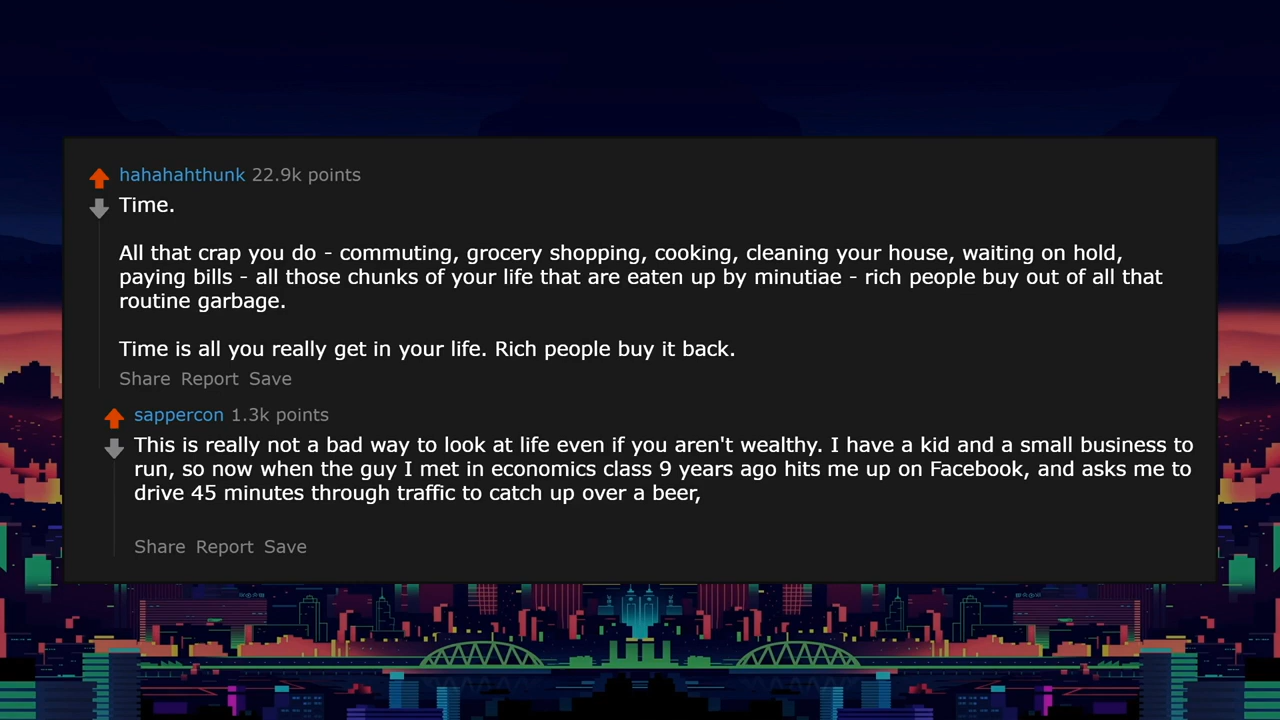 hahahahthunk 22.9k points
Time.
All that crap you do - commuting, grocery shopping, cooking, cleaning your house, waiting on hold,
paying bills - all those chunks of your life that are eaten up by minutiae - rich people buy out of all that
routine garbage.
Time is all you really get in your life. Rich people buy it back.
Share Report Save
sappercon 1.3k points
This is really not a bad way to look at life even if you aren't wealthy. I have a kid and a small business to
run, so now when the guy I met in economics class 9 years ago hits me up on Facebook, and asks me to
drive 45 minutes through traffic to catch up over a beer,
Share Report Save